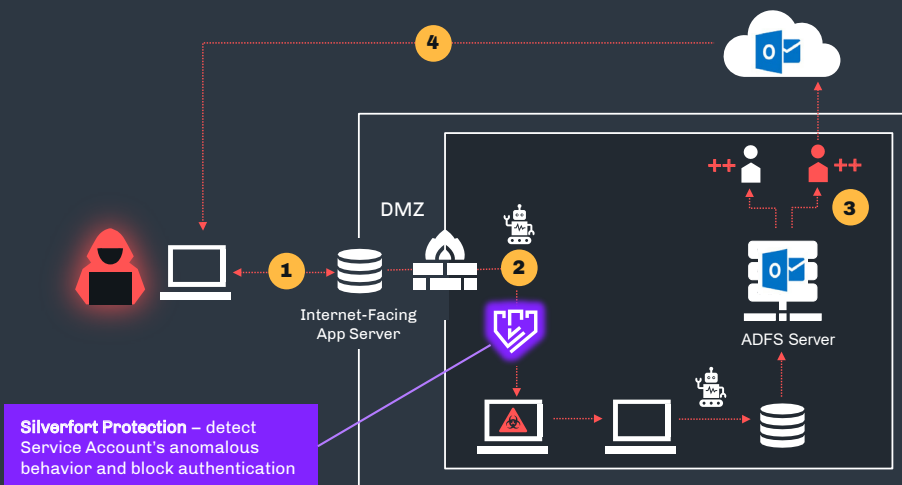 4
++
++
3
DMZ
2
1
Internet-Facing
App Server
ADFS Server
Silverfort Protection – detect
Service Account's anomalous
behavior and block authentication